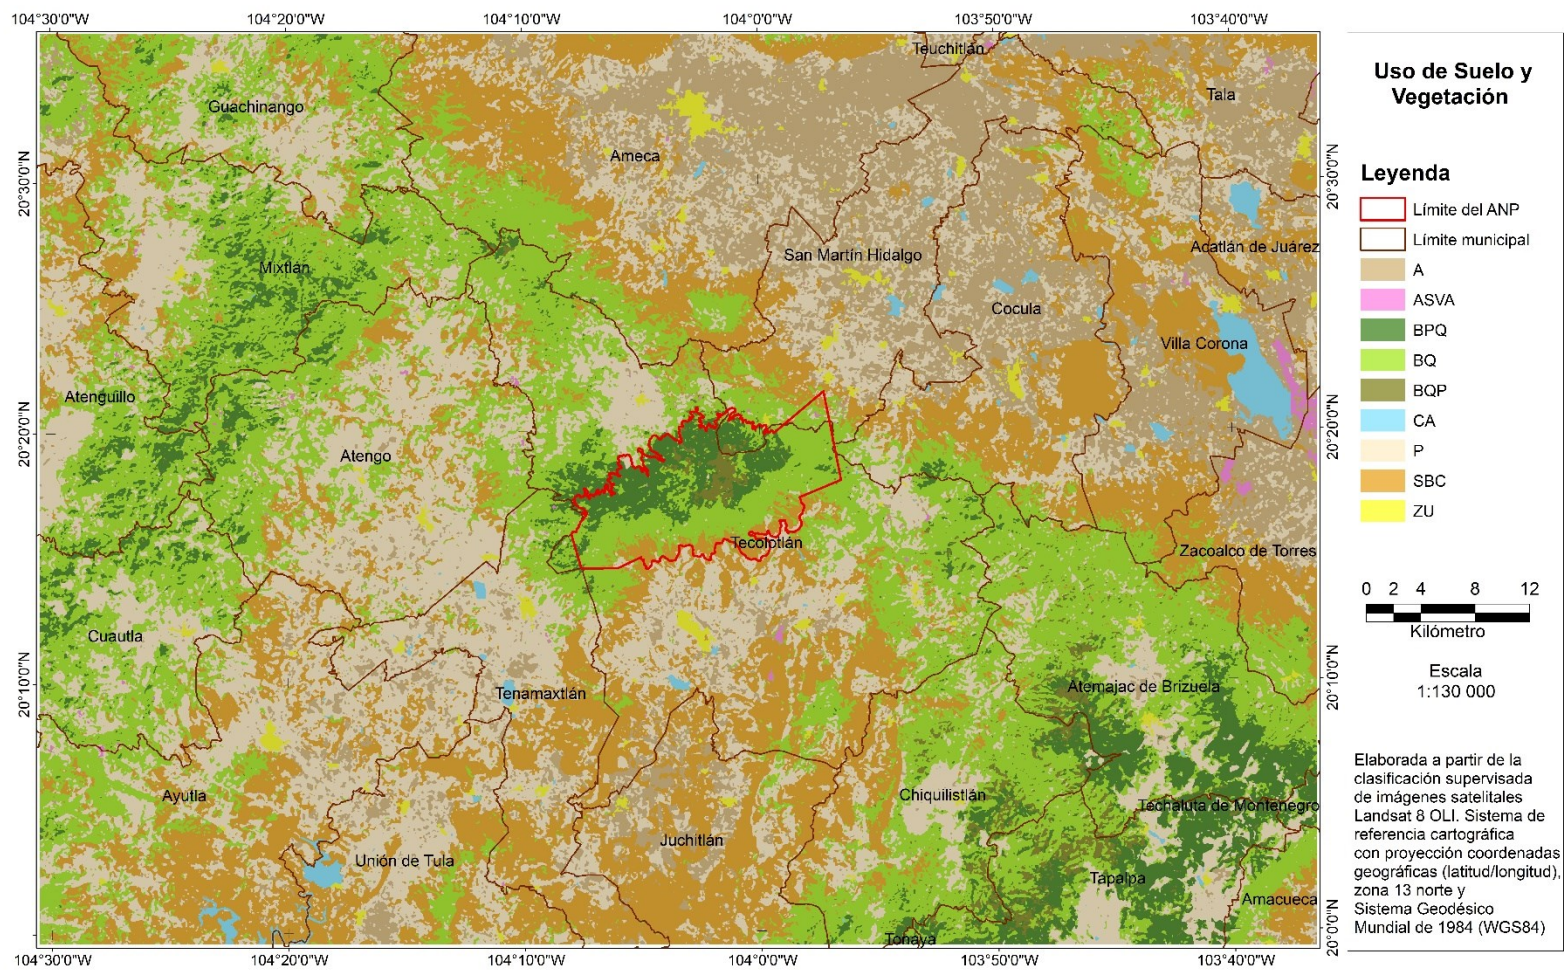 104°30'0"W 104°20'0"W 104°10'0"W 104°0'0"W 103°50'0"W 103°40'0"W
Teuchitlán
Tala
Guachinango
Ameca
20°30'0"N
20°30'0"N
San Martín Hidalgo
Acatlán de Juárez
Mixtlán
Cocula
Villa Corona
Atenguillo
20°20'0"N
20°20'0"N
Atengo
Tecolotlán
Zacoalco de Torres
Cuautla
20°10'0"N
20°10'0"N
Tenamaxtlán
Atemajac de Brizuela
Ayutla
Chiquilistlán
Techaluta de Montenegro
Juchitlán
Unión de Tula
Tapalpa
Amacueca
20°0'0"N
20°0'0"N
Tonaya
104°30'0"W 104°20'0"W 104°10'0"W 104°0'0"W 103°50'0"W 103°40'0"W
Uso de Suelo y
Vegetación
Leyenda
Límite del ANP
Límite municipal
A
ASVA
BPQ
BQ
BQP
CA
P
SBC
ZU
0 2 4 8 12
Kilómetro
Escala
1:130 000
Elaborada a partir de la
clasificación supervisada
de imágenes satelitales
Landsat 8 OLI. Sistema de
referencia cartográfica
con proyección coordenadas
geográficas (latitud/longitud),
zona 13 norte y
Sistema Geodésico
Mundial de 1984 (WGS84)